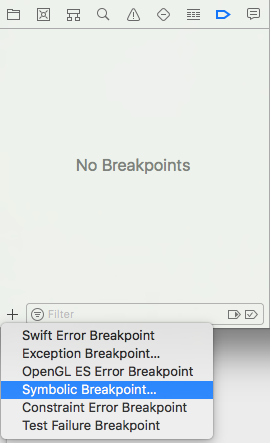 No Breakpoints
Filter
Swift Error Breakpoint
Exception Breakpoint...
OpenGL ES Error Breakpoint
Symbolic Breakpoint...
Constraint Error Breakpoint
Test Failure Breakpoint